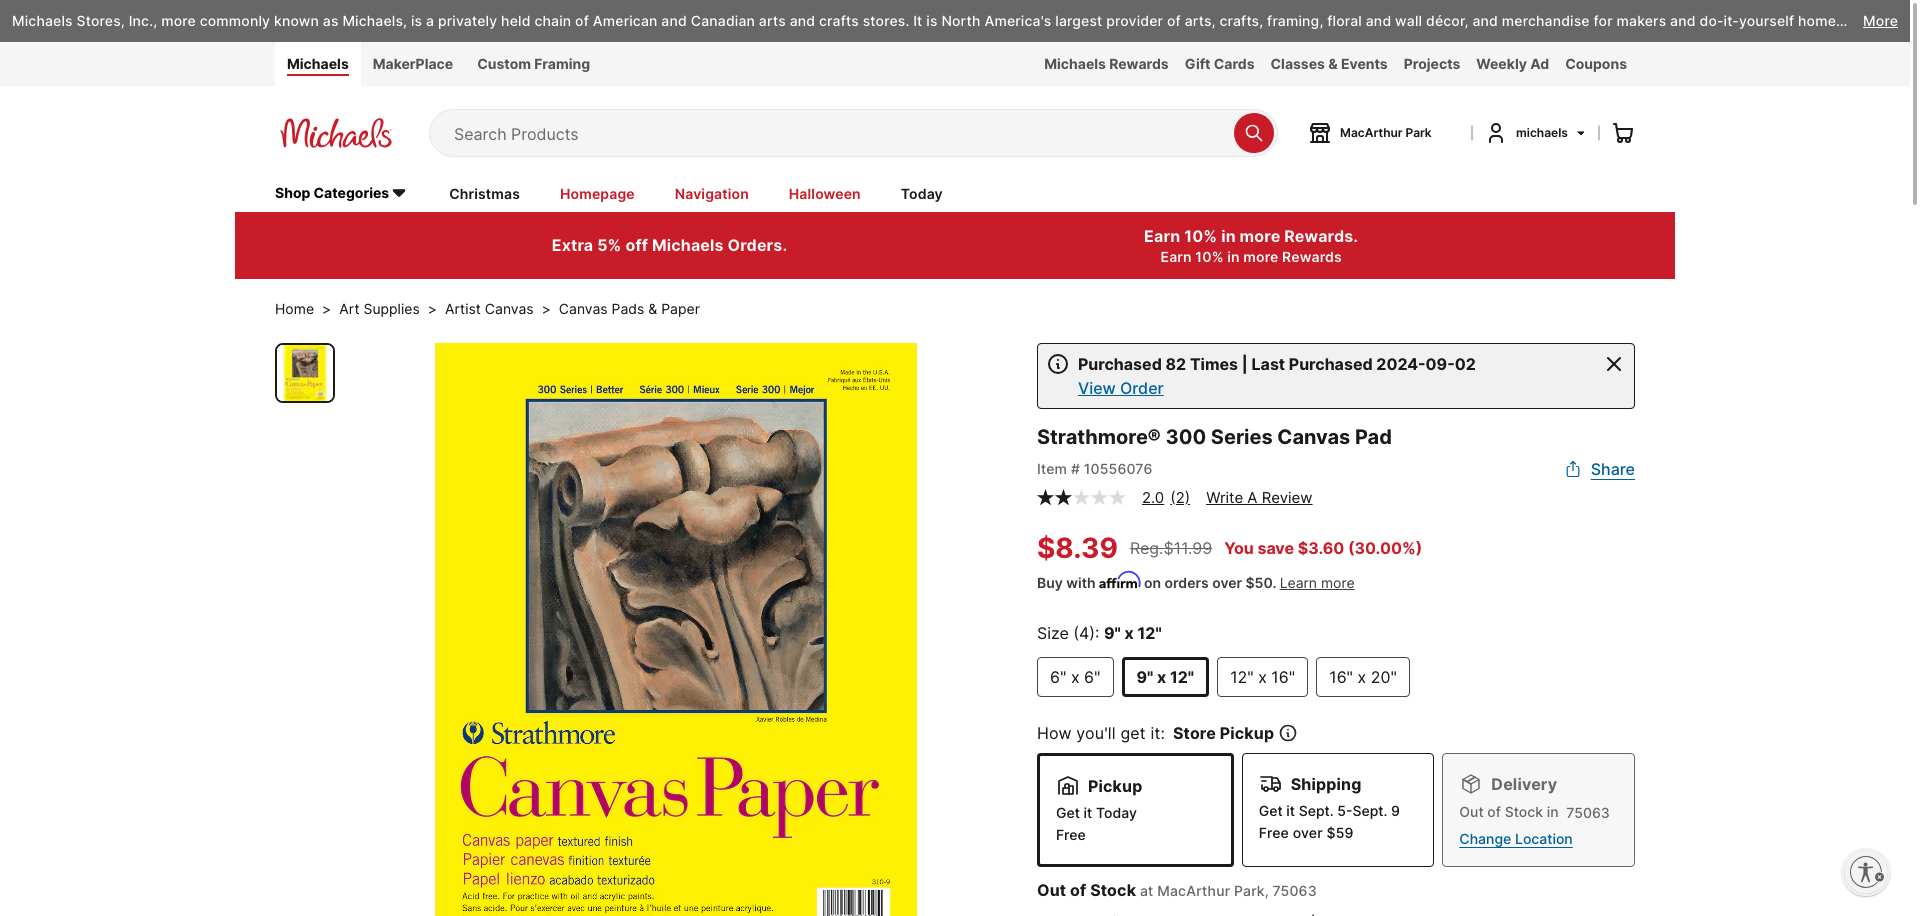 Michaels Stores, Inc., more commonly known as Michaels, is a privately held chain of American and Canadian arts and crafts stores. It is North America's largest provider of arts, crafts, framing, floral and wall décor, and merchandise for makers and do-it-yourself home... More
Michaels MakerPlace Custom Framing Michaels Rewards Gift Cards Classes & Events Projects Weekly Ad Coupons
Michaels Search Products MacArthur Park | michaels |
Shop Categories Christmas Homepage Navigation Halloween Today
Extra 5% off Michaels Orders.
Earn 10% in more Rewards.
Earn 10% in more Rewards
Home > Art Supplies > Artist Canvas > Canvas Pads & Paper
Made in the U.S.A.
Fabriqué aux États-Unis
Hecho en EE. UU.
300 Series | Better Série 300 | Mieux Serie 300 | Mejor
Xavier Robles de Medina
Strathmore
Canvas Paper
Canvas paper textured finish
Papier canevas finition texturée
Papel lienzo acabado texturizado
310-9
Acid free. For practice with oil and acrylic paints.
Sans acide. Pour s'exercer avec une peinture à l'huile et une peinture acrylique.
Purchased 82 Times | Last Purchased 2024-09-02
View Order
Strathmore® 300 Series Canvas Pad
Item # 10556076 Share
2.0 (2) Write A Review
$8.39 Reg.$11.99 You save $3.60 (30.00%)
Buy with affirm on orders over $50. Learn more
Size (4): 9" x 12"
6" x 6" 9" x 12" 12" x 16" 16" x 20"
How you'll get it: Store Pickup
Pickup
Get it Today
Free
Shipping
Get it Sept. 5-Sept. 9
Free over $59
Delivery
Out of Stock in 75063
Change Location
Out of Stock at MacArthur Park, 75063